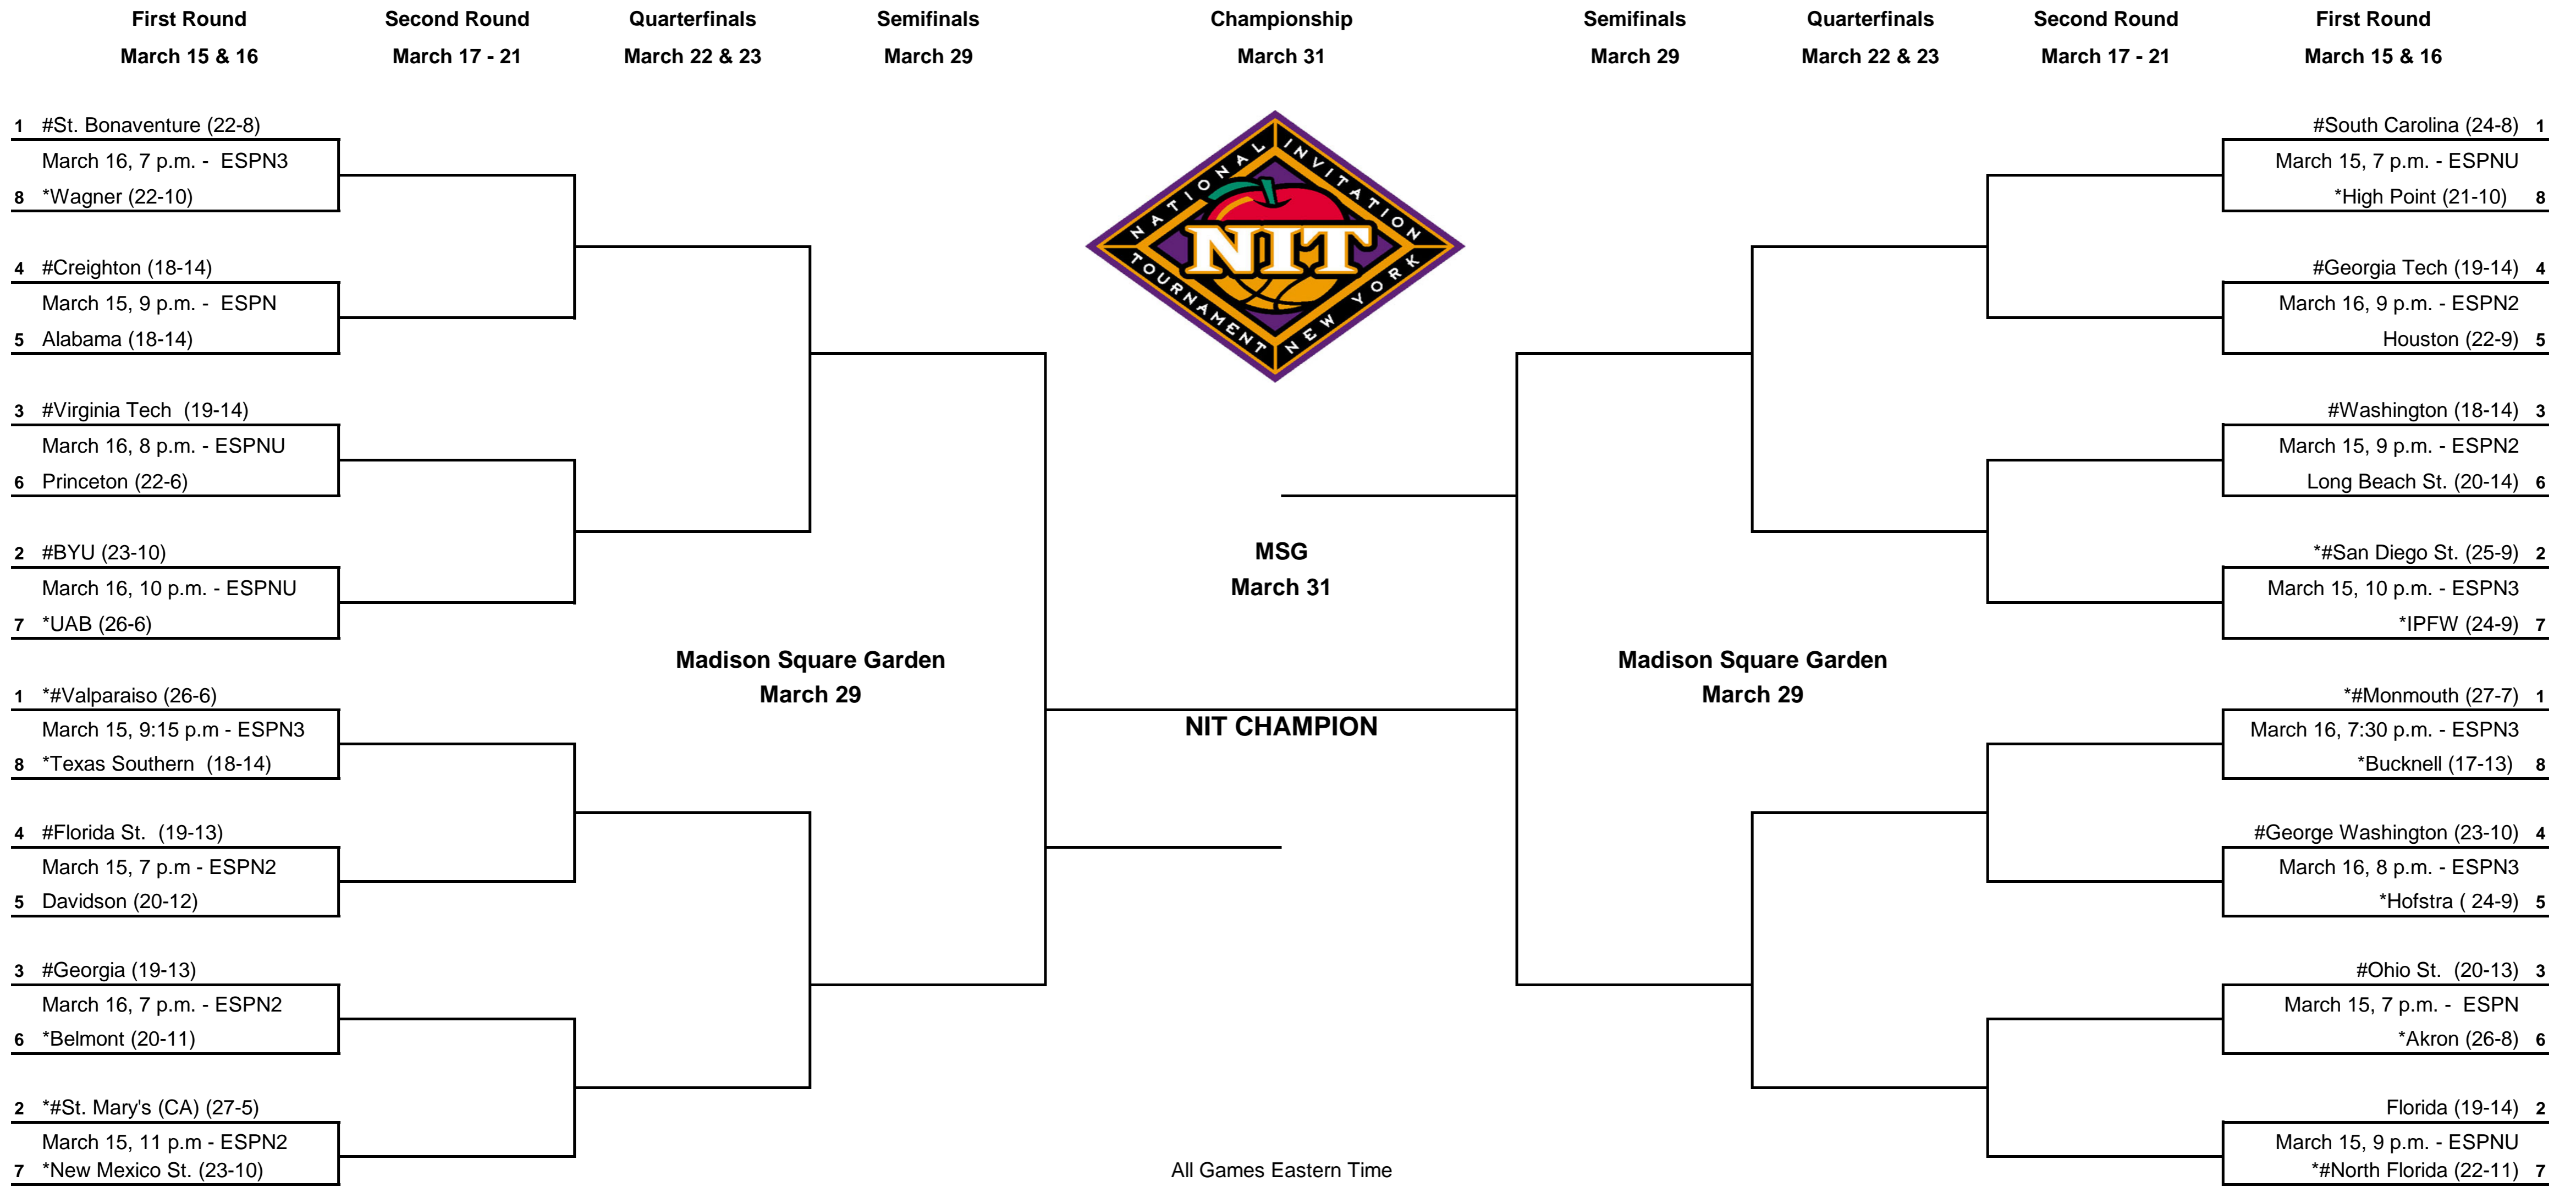 First Round
Second Round
Quarterfinals
Semifinals
Championship
Semifinals
Quarterfinals
Second Round
First Round
March 15 & 16
March 17 - 21
March 22 & 23
March 29
March 31
March 29
March 22 & 23
March 17 - 21
March 15 & 16
1 #St. Bonaventure (22-8)
March 16, 7 p.m. -  ESPN3
8 *Wagner (22-10)
4 #Creighton (18-14)
March 15, 9 p.m. -  ESPN
5 Alabama (18-14)
3 #Virginia Tech  (19-14)
March 16, 8 p.m. - ESPNU
6 Princeton (22-6)
2 #BYU (23-10)
March 16, 10 p.m. - ESPNU
7 *UAB (26-6)
1 *#Valparaiso (26-6)
March 15, 9:15 p.m - ESPN3
8 *Texas Southern  (18-14)
4 #Florida St.  (19-13)
March 15, 7 p.m - ESPN2
5 Davidson (20-12)
3 #Georgia (19-13)
March 16, 7 p.m. - ESPN2
6 *Belmont (20-11)
2 *#St. Mary's (CA) (27-5)
March 15, 11 p.m - ESPN2
7 *New Mexico St. (23-10)
Madison Square Garden
March 29
NATIONAL INVITATION
NIT
TOURNAMENT NEW YORK
MSG
March 31
NIT CHAMPION
All Games Eastern Time
Madison Square Garden
March 29
#South Carolina (24-8) 1
March 15, 7 p.m. - ESPNU
*High Point (21-10) 8
#Georgia Tech (19-14) 4
March 16, 9 p.m. - ESPN2
Houston (22-9) 5
#Washington (18-14) 3
March 15, 9 p.m. - ESPN2
Long Beach St. (20-14) 6
*#San Diego St. (25-9) 2
March 15, 10 p.m. - ESPN3
*IPFW (24-9) 7
*#Monmouth (27-7) 1
March 16, 7:30 p.m. - ESPN3
*Bucknell (17-13) 8
#George Washington (23-10) 4
March 16, 8 p.m. - ESPN3
*Hofstra ( 24-9) 5
#Ohio St.  (20-13) 3
March 15, 7 p.m. -  ESPN
*Akron (26-8) 6
Florida (19-14) 2
March 15, 9 p.m. - ESPNU
*#North Florida (22-11) 7